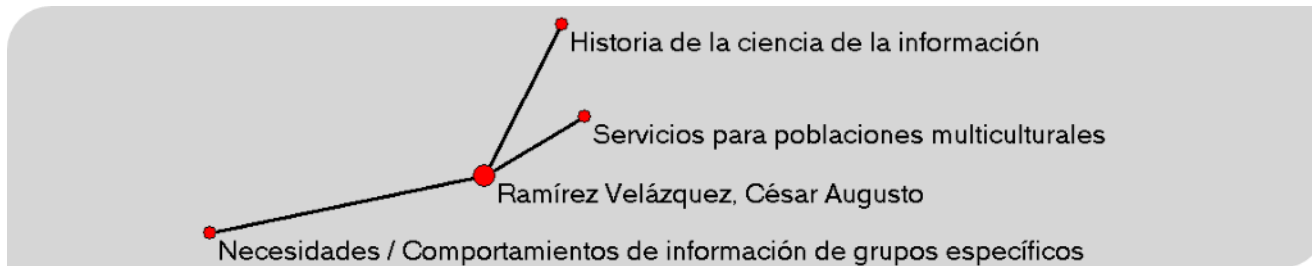 Historia de la ciencia de la información
Servicios para poblaciones multiculturales
Ramírez Velázquez, César Augusto
Necesidades / Comportamientos de información de grupos específicos